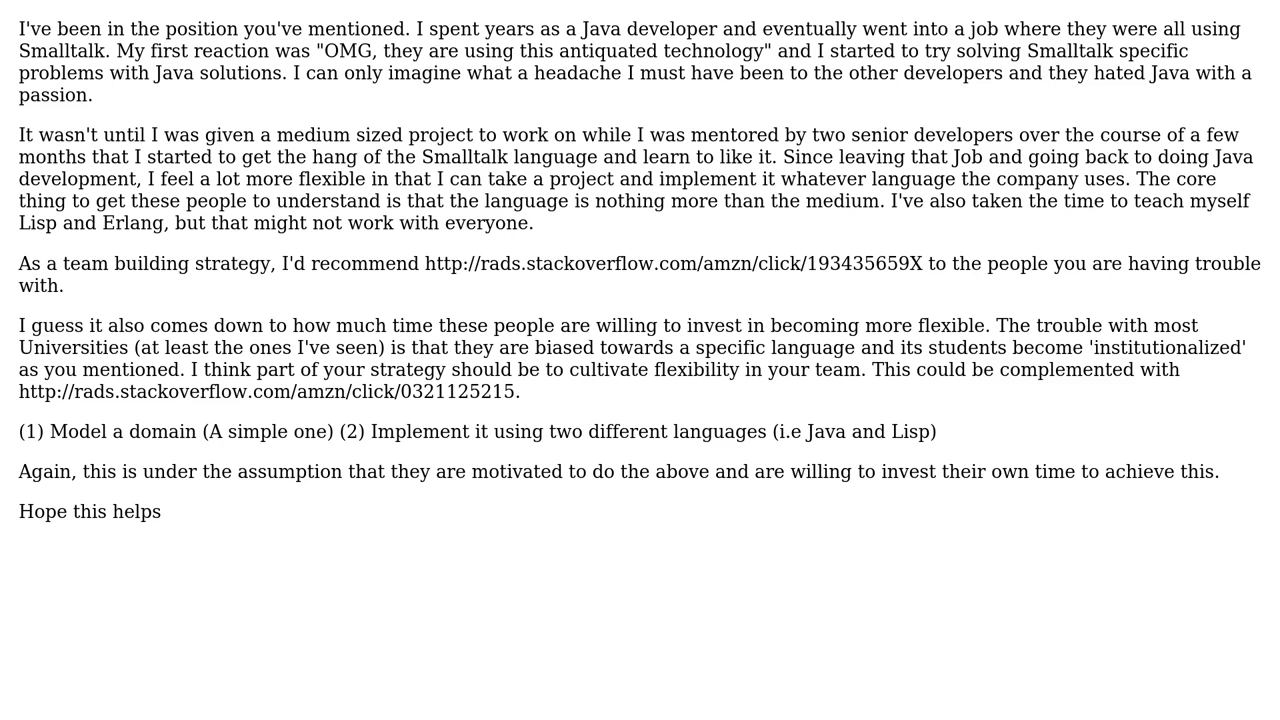 I've been in the position you've mentioned. I spent years as a Java developer and eventually went into a job where they were all using
Smalltalk. My first reaction was "OMG, they are using this antiquated technology" and I started to try solving Smalltalk specific
problems with Java solutions. I can only imagine what a headache I must have been to the other developers and they hated Java with a
passion.
It wasn't until I was given a medium sized project to work on while I was mentored by two senior developers over the course of a few
months that I started to get the hang of the Smalltalk language and learn to like it. Since leaving that Job and going back to doing Java
development, I feel a lot more flexible in that I can take a project and implement it whatever language the company uses. The core
thing to get these people to understand is that the language is nothing more than the medium. I've also taken the time to teach myself
Lisp and Erlang, but that might not work with everyone.
As a team building strategy, I'd recommend http://rads.stackoverflow.com/amzn/click/193435659X to the people you are having trouble
with.
I guess it also comes down to how much time these people are willing to invest in becoming more flexible. The trouble with most
Universities (at least the ones I've seen) is that they are biased towards a specific language and its students become 'institutionalized'
as you mentioned. I think part of your strategy should be to cultivate flexibility in your team. This could be complemented with
http://rads.stackoverflow.com/amzn/click/0321125215.
(1) Model a domain (A simple one) (2) Implement it using two different languages (i.e Java and Lisp)
Again, this is under the assumption that they are motivated to do the above and are willing to invest their own time to achieve this.
Hope this helps